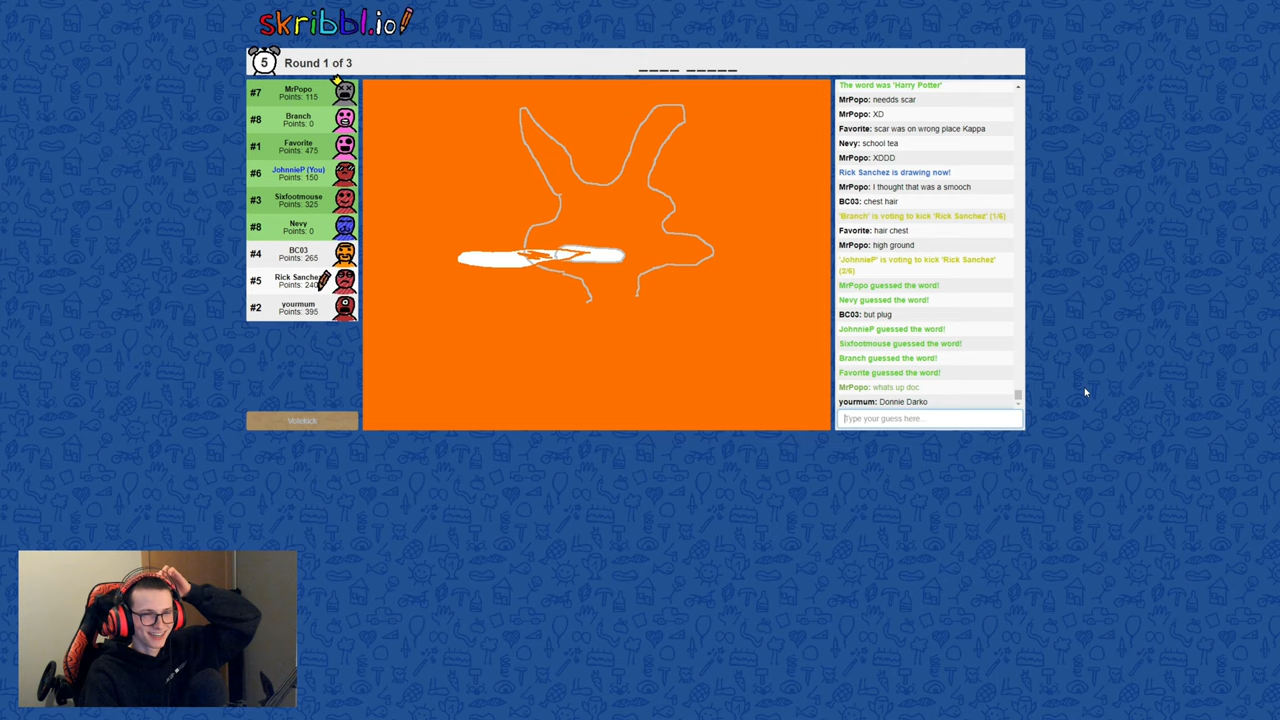 skribbl.io!
5
Round 1 of 3
____ _____
#7
MrPopo
Points: 115
#8
Branch
Points: 0
#1
Favorite
Points: 475
#6
JohnnieP (You)
Points: 150
#3
Sixfootmouse
Points: 325
#8
Nevy
Points: 0
#4
BC03
Points: 265
#5
Rick Sanchez
Points: 240
#2
yourmum
Points: 395
Votekick
The word was 'Harry Potter'
MrPopo: needds scar
MrPopo: XD
Favorite: scar was on wrong place Kappa
Nevy: school tea
MrPopo: XDDD
Rick Sanchez is drawing now!
MrPopo: I thought that was a smooch
BC03: chest hair
'Branch' is voting to kick 'Rick Sanchez' (1/6)
Favorite: hair chest
MrPopo: high ground
'JohnnieP' is voting to kick 'Rick Sanchez'
(2/6)
MrPopo guessed the word!
Nevy guessed the word!
BC03: but plug
JohnnieP guessed the word!
Sixfootmouse guessed the word!
Branch guessed the word!
Favorite guessed the word!
MrPopo: whats up doc
yourmum: Donnie Darko
Type your guess here...